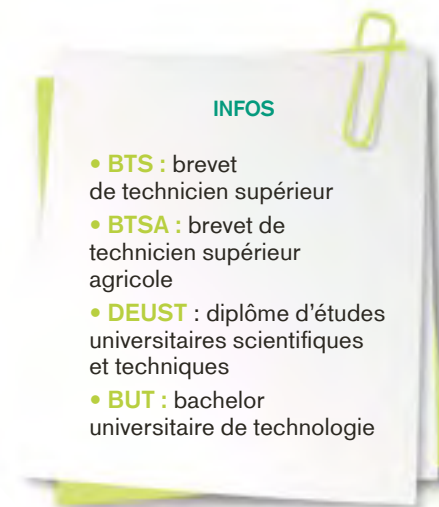 INFOS
• BTS : brevet
de technicien supérieur
• BTSA : brevet de
technicien supérieur
agricole
• DEUST : diplôme d'études
universitaires scientifiques
et techniques
• BUT : bachelor
universitaire de technologie